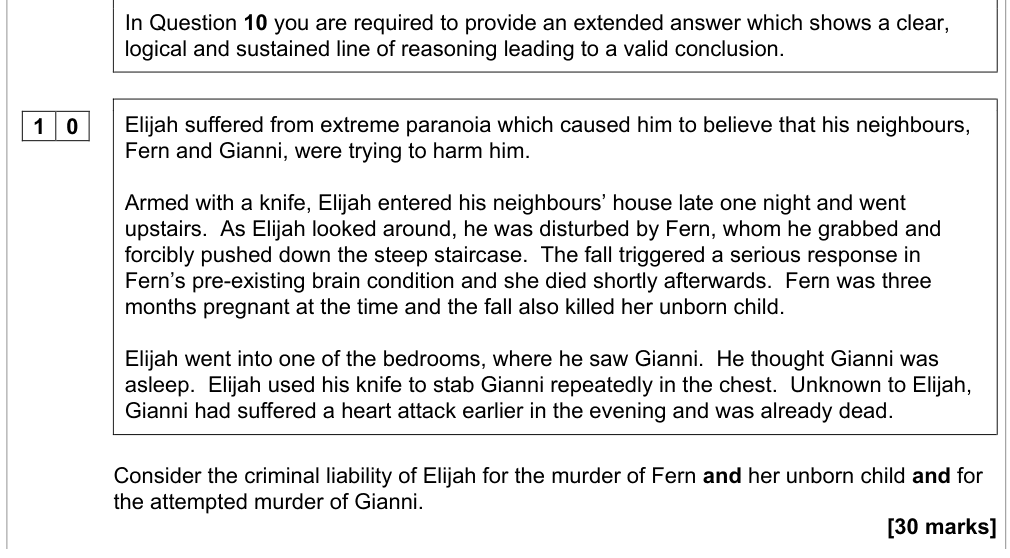 In Question 10 you are required to provide an extended answer which shows a clear,
logical and sustained line of reasoning leading to a valid conclusion.
1 0
Elijah suffered from extreme paranoia which caused him to believe that his neighbours,
Fern and Gianni, were trying to harm him.
Armed with a knife, Elijah entered his neighbours’ house late one night and went
upstairs. As Elijah looked around, he was disturbed by Fern, whom he grabbed and
forcibly pushed down the steep staircase. The fall triggered a serious response in
Fern’s pre-existing brain condition and she died shortly afterwards. Fern was three
months pregnant at the time and the fall also killed her unborn child.
Elijah went into one of the bedrooms, where he saw Gianni. He thought Gianni was
asleep. Elijah used his knife to stab Gianni repeatedly in the chest. Unknown to Elijah,
Gianni had suffered a heart attack earlier in the evening and was already dead.
Consider the criminal liability of Elijah for the murder of Fern and her unborn child and for
the attempted murder of Gianni.
[30 marks]